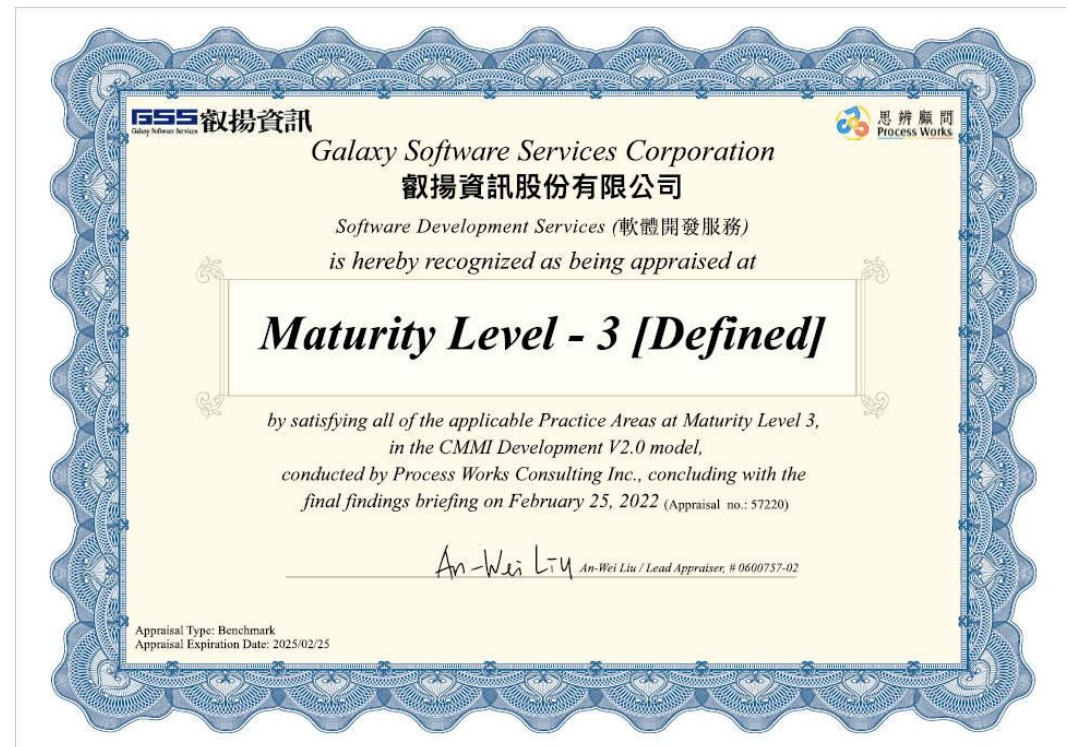 GSS 叡揚資訊
Galaxy Software Services
思辨顧問
Process Works
Galaxy Software Services Corporation
叡揚資訊股份有限公司
Software Development Services (軟體開發服務)
is hereby recognized as being appraised at
Maturity Level - 3 [Defined]
by satisfying all of the applicable Practice Areas at Maturity Level 3,
in the CMMI Development V2.0 model,
conducted by Process Works Consulting Inc., concluding with the
final findings briefing on February 25, 2022 (Appraisal no.: 57220)
An-Wei Liu An-Wei Liu / Lead Appraiser, # 0600757-02
Appraisal Type: Benchmark
Appraisal Expiration Date: 2025/02/25